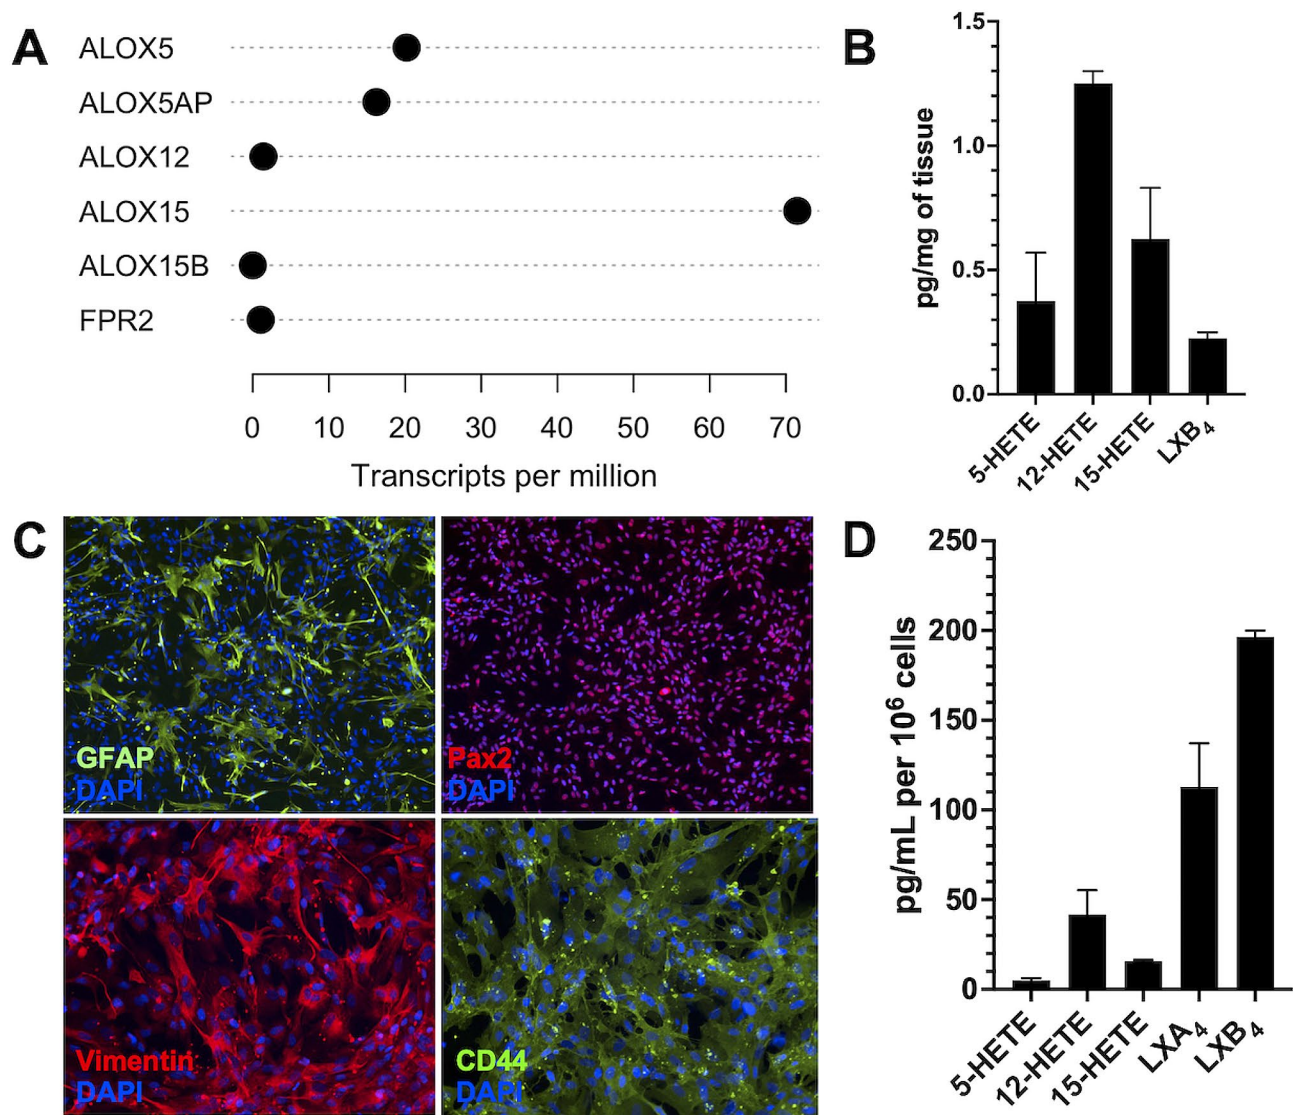 A
ALOX5
ALOX5AP
ALOX12
ALOX15
ALOX15B
FPR2
0 10 20 30 40 50 60 70
Transcripts per million
B
1.5
1.0
0.5
0.0
pg/mg of tissue
5-HETE
12-HETE
15-HETE
LXB4
C
GFAP
DAPI
Pax2
DAPI
Vimentin
DAPI
CD44
DAPI
D
250
200
150
100
50
0
pg/mL per 10⁶ cells
5-HETE
12-HETE
15-HETE
LXA4
LXB4